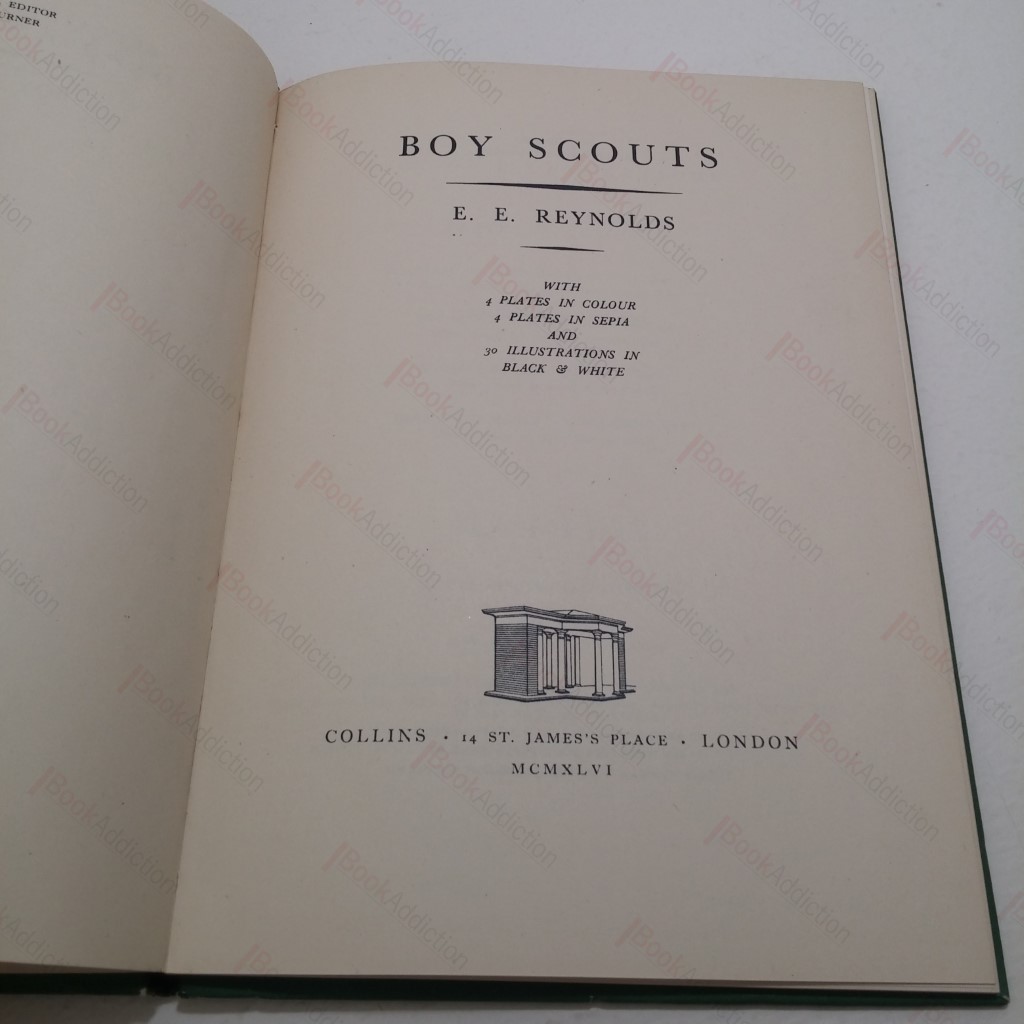 EDITOR
URNER
BOY SCOUTS
E. E. REYNOLDS
WITH
4 PLATES IN COLOUR
4 PLATES IN SEPIA
AND
30 ILLUSTRATIONS IN
BLACK & WHITE
COLLINS · 14 ST. JAMES'S PLACE · LONDON
MCMXLVI
BookAddiction